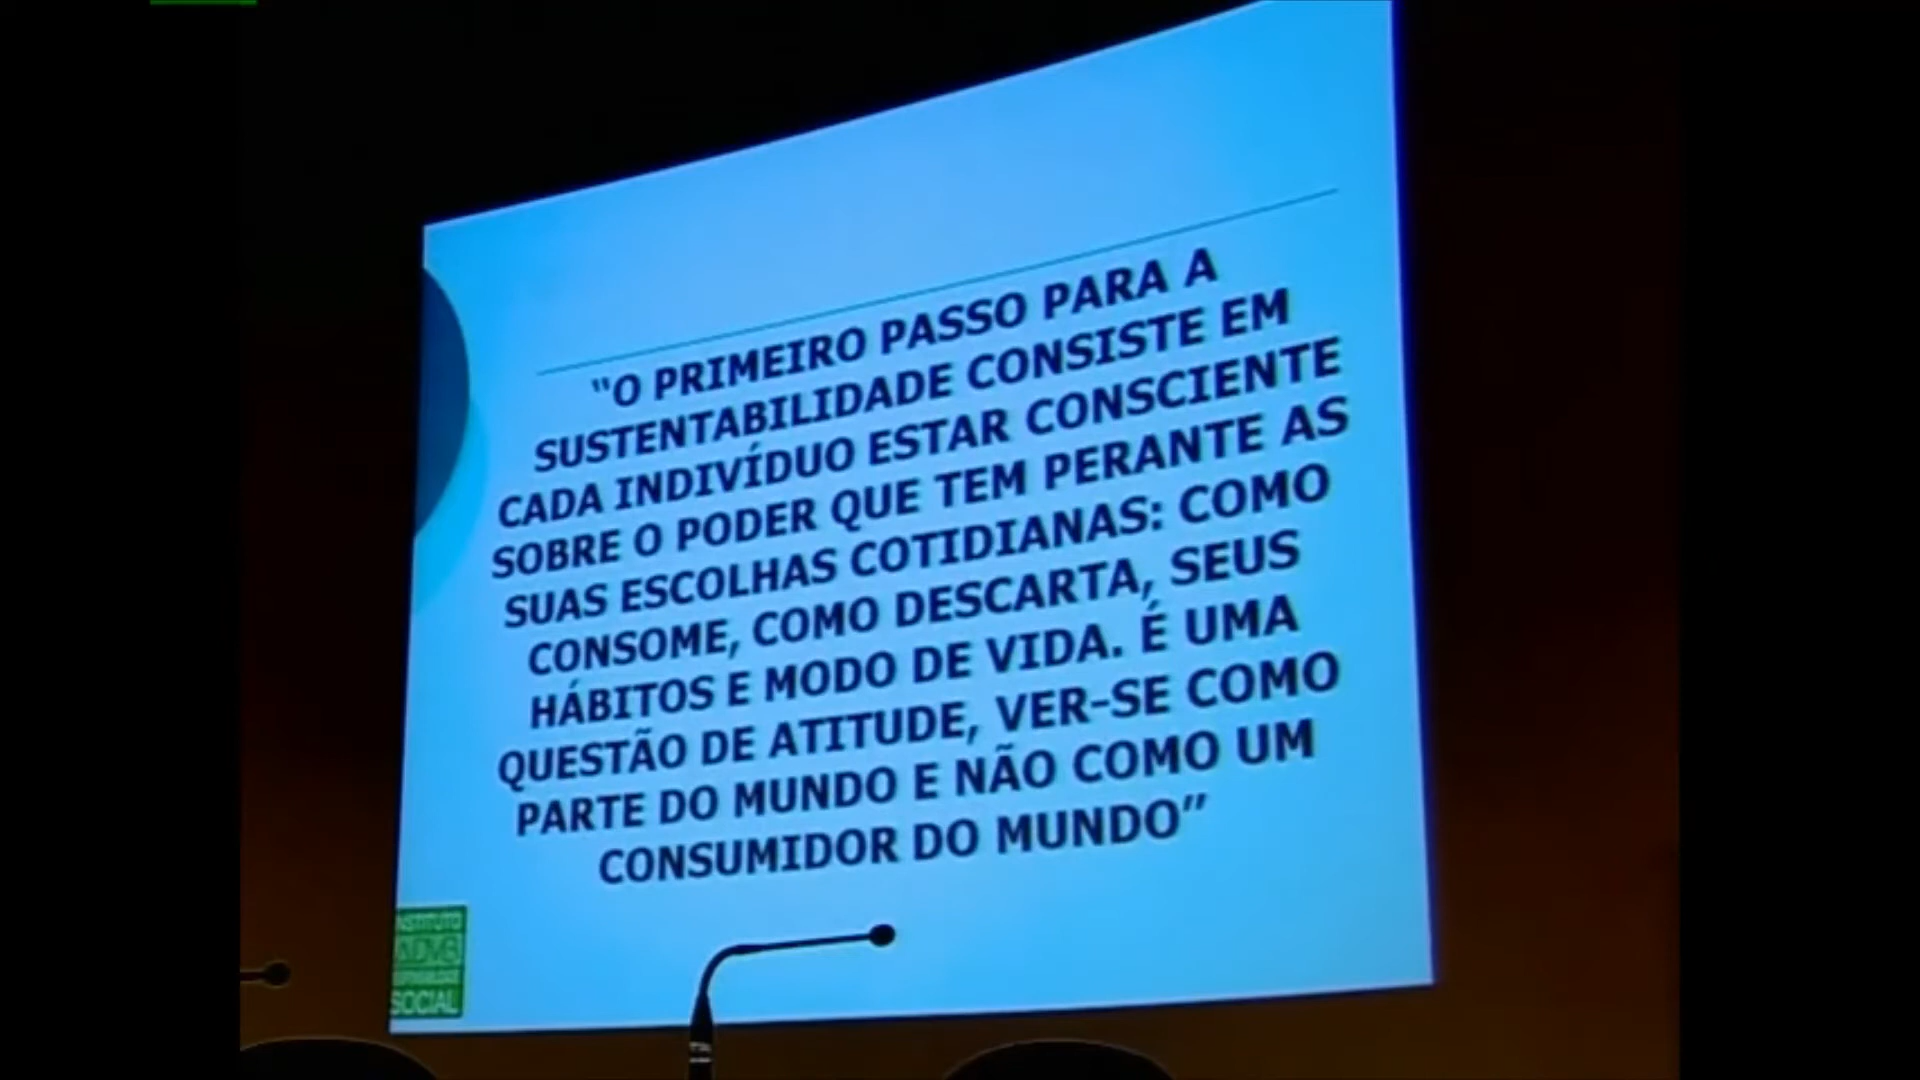 "O PRIMEIRO PASSO PARA A
SUSTENTABILIDADE CONSISTE EM
CADA INDIVÍDUO ESTAR CONSCIENTE
SOBRE O PODER QUE TEM PERANTE AS
SUAS ESCOLHAS COTIDIANAS: COMO
CONSOME, COMO DESCARTA, SEUS
HÁBITOS E MODO DE VIDA. É UMA
QUESTÃO DE ATITUDE, VER-SE COMO
PARTE DO MUNDO E NÃO COMO UM
CONSUMIDOR DO MUNDO”
INSTITUTO
ADVB
SOCIAL